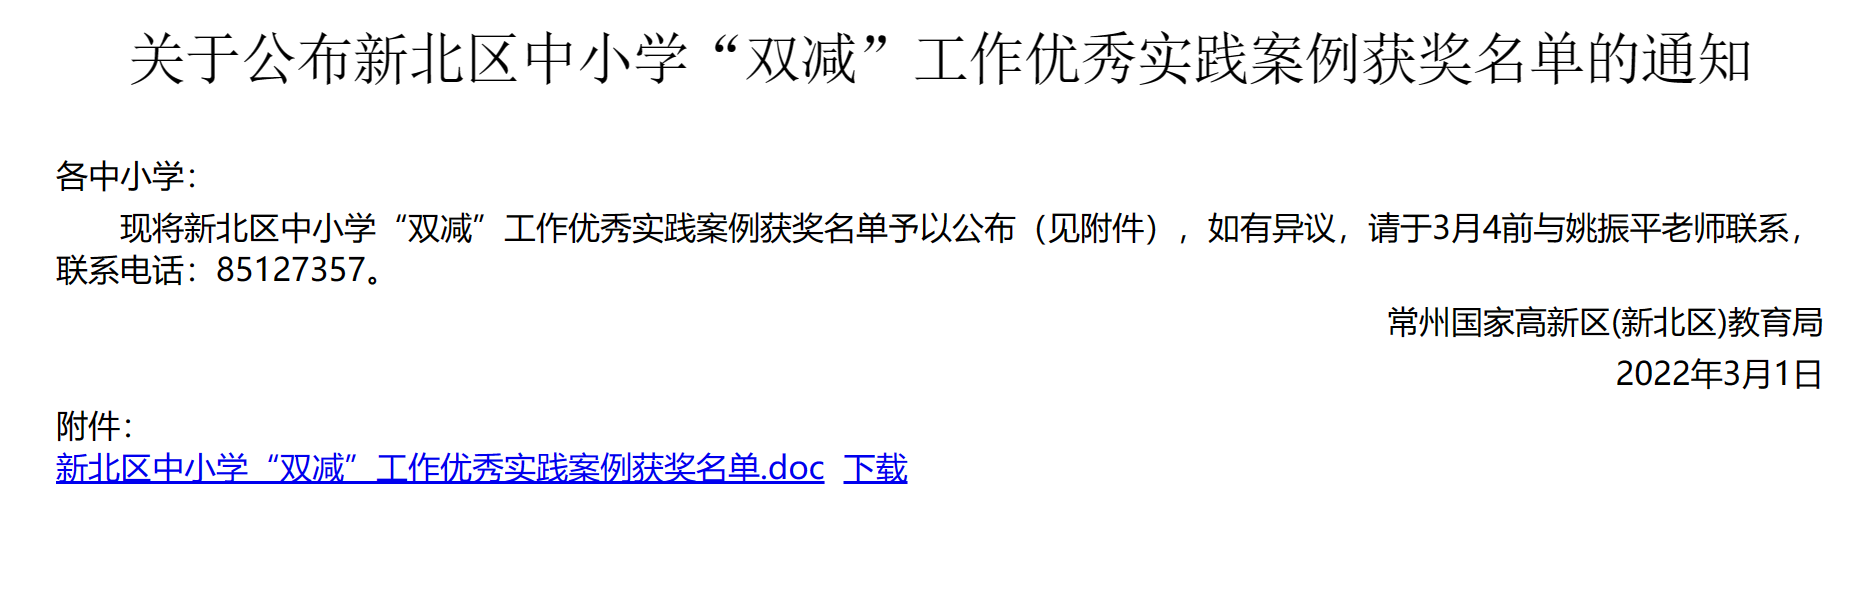 关于公布新北区中小学“双减”工作优秀实践案例获奖名单的通知
各中小学：
现将新北区中小学“双减”工作优秀实践案例获奖名单予以公布（见附件），如有异议，请于3月4前与姚振平老师联系，
联系电话：85127357。
常州国家高新区(新北区)教育局
2022年3月1日
附件：
新北区中小学“双减”工作优秀实践案例获奖名单.doc 下载